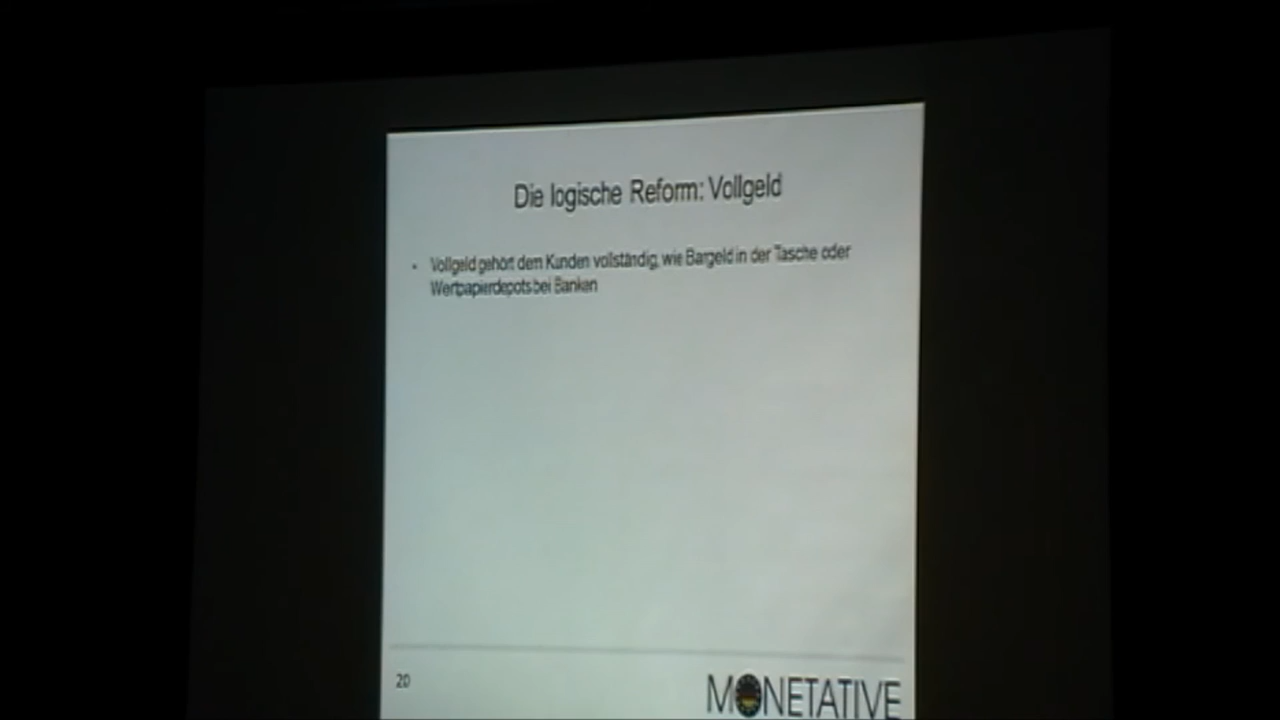 Die logische Reform: Vollgeld
• Vollgeld gehört dem Kunden vollständig, wie Bargeld in der Tasche oder
Wertpapierdepots bei Banken
20
MONETATIVE